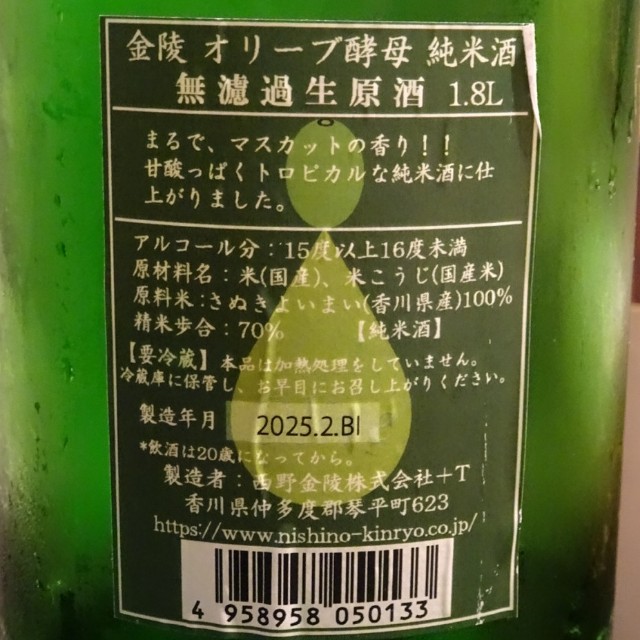 金陵 オリーブ酵母 純米酒
無濾過生原酒 1.8L
まるで、マスカットの香り！！
甘酸っぱくトロピカルな純米酒に仕
上がりました。
アルコール分：15度以上16度未満
原材料名：米(国産)、米こうじ(国産米)
原料米：さぬきよいまい(香川県産)100%
精米歩合：70% 【純米酒】
【要冷蔵】本品は加熱処理をしていません。
冷蔵庫に保管し、お早目にお召し上がりください。
製造年月 2025.2.BI
*飲酒は20歳になってから。
製造者：西野金陵株式会社＋T
香川県仲多度郡琴平町623
https://www.nishino-kinryo.co.jp/
4 958958 050133